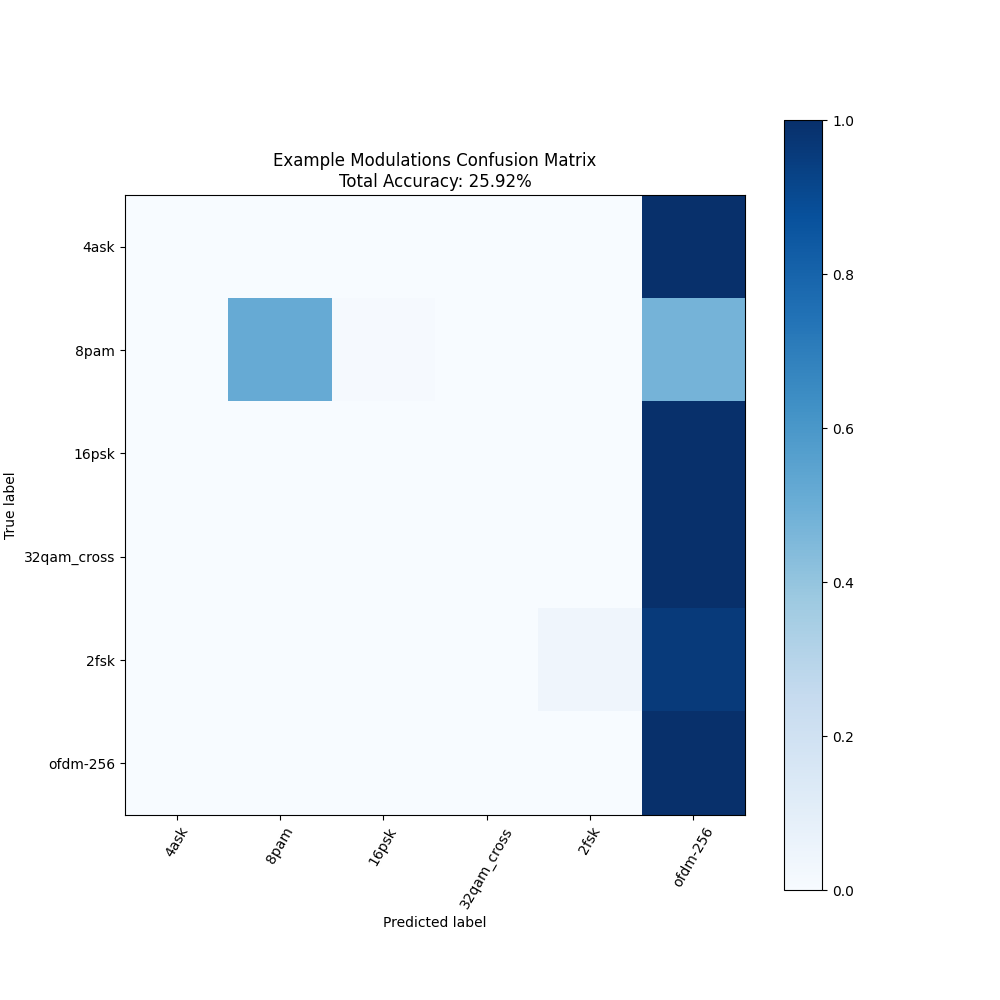 Example Modulations Confusion Matrix
Total Accuracy: 25.92%
True label
4ask
8pam
16psk
32qam_cross
2fsk
ofdm-256
4ask
8pam
16psk
32qam_cross
2fsk
ofdm-256
Predicted label
1.0
0.8
0.6
0.4
0.2
0.0